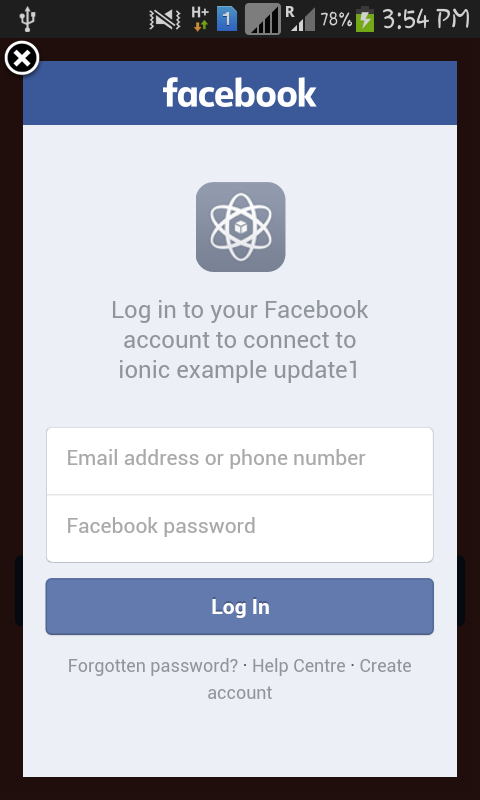 H+ 1 R 78% 3:54 PM
facebook
Log in to your Facebook
account to connect to
ionic example update1
Email address or phone number
Facebook password
Log In
Forgotten password? · Help Centre · Create
account